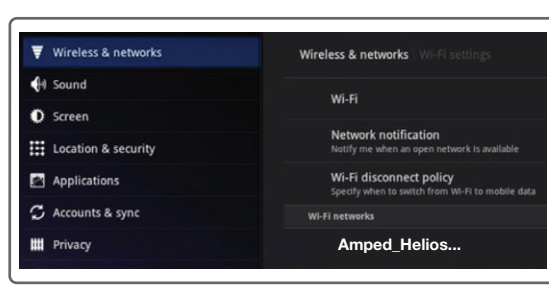 Wireless & networks
Sound
Screen
Location & security
Applications
Accounts & sync
Privacy
Wireless & networks Wi-Fi settings
Wi-Fi
Network notification
Notify me when an open network is available
Wi-Fi disconnect policy
Specify when to switch from Wi-Fi to mobile data
Wi-Fi networks
Amped_Helios...